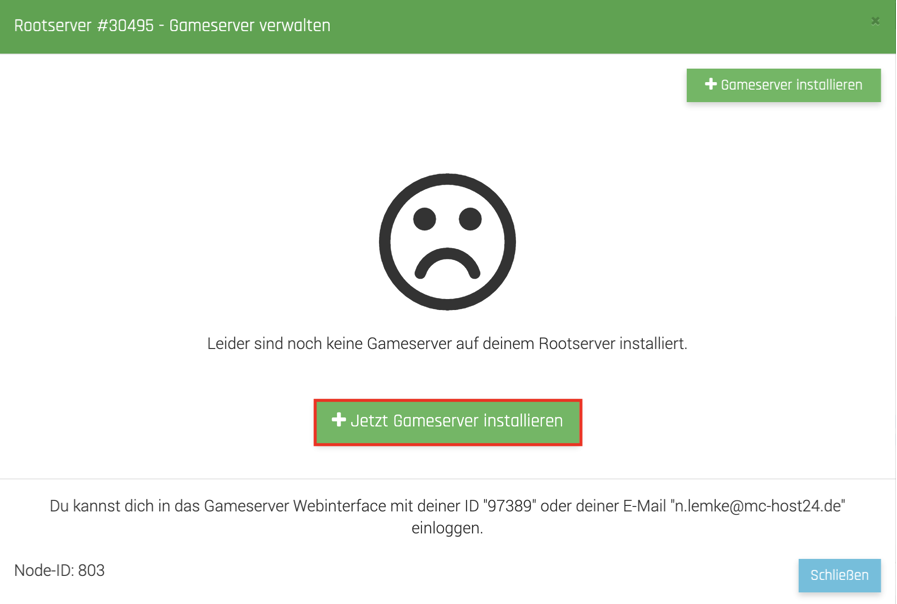 Rootserver #30495 - Gameserver verwalten
×
+ Gameserver installieren
Leider sind noch keine Gameserver auf deinem Rootserver installiert.
+ Jetzt Gameserver installieren
Du kannst dich in das Gameserver Webinterface mit deiner ID "97389" oder deiner E-Mail "n.lemke@mc-host24.de"
einloggen.
Node-ID: 803
Schließen